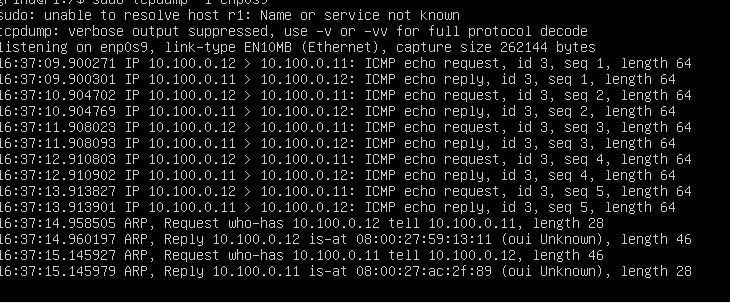 sudo: unable to resolve host r1: Name or service not known
tcpdump: verbose output suppressed, use -v or -vv for full protocol decode
listening on enp0s9, link-type EN10MB (Ethernet), capture size 262144 bytes
16:37:09.900271 IP 10.100.0.12 > 10.100.0.11: ICMP echo request, id 3, seq 1, length 64
16:37:09.900301 IP 10.100.0.11 > 10.100.0.12: ICMP echo reply, id 3, seq 1, length 64
16:37:10.904702 IP 10.100.0.12 > 10.100.0.11: ICMP echo request, id 3, seq 2, length 64
16:37:10.904769 IP 10.100.0.11 > 10.100.0.12: ICMP echo reply, id 3, seq 2, length 64
16:37:11.908023 IP 10.100.0.12 > 10.100.0.11: ICMP echo request, id 3, seq 3, length 64
16:37:11.908093 IP 10.100.0.11 > 10.100.0.12: ICMP echo reply, id 3, seq 3, length 64
16:37:12.910803 IP 10.100.0.12 > 10.100.0.11: ICMP echo request, id 3, seq 4, length 64
16:37:12.910902 IP 10.100.0.11 > 10.100.0.12: ICMP echo reply, id 3, seq 4, length 64
16:37:13.913827 IP 10.100.0.12 > 10.100.0.11: ICMP echo request, id 3, seq 5, length 64
16:37:13.913901 IP 10.100.0.11 > 10.100.0.12: ICMP echo reply, id 3, seq 5, length 64
16:37:14.958505 ARP, Request who-has 10.100.0.12 tell 10.100.0.11, length 28
16:37:14.960197 ARP, Reply 10.100.0.12 is-at 08:00:27:59:13:11 (oui Unknown), length 46
16:37:15.145927 ARP, Request who-has 10.100.0.11 tell 10.100.0.12, length 46
16:37:15.145979 ARP, Reply 10.100.0.11 is-at 08:00:27:ac:2f:89 (oui Unknown), length 28